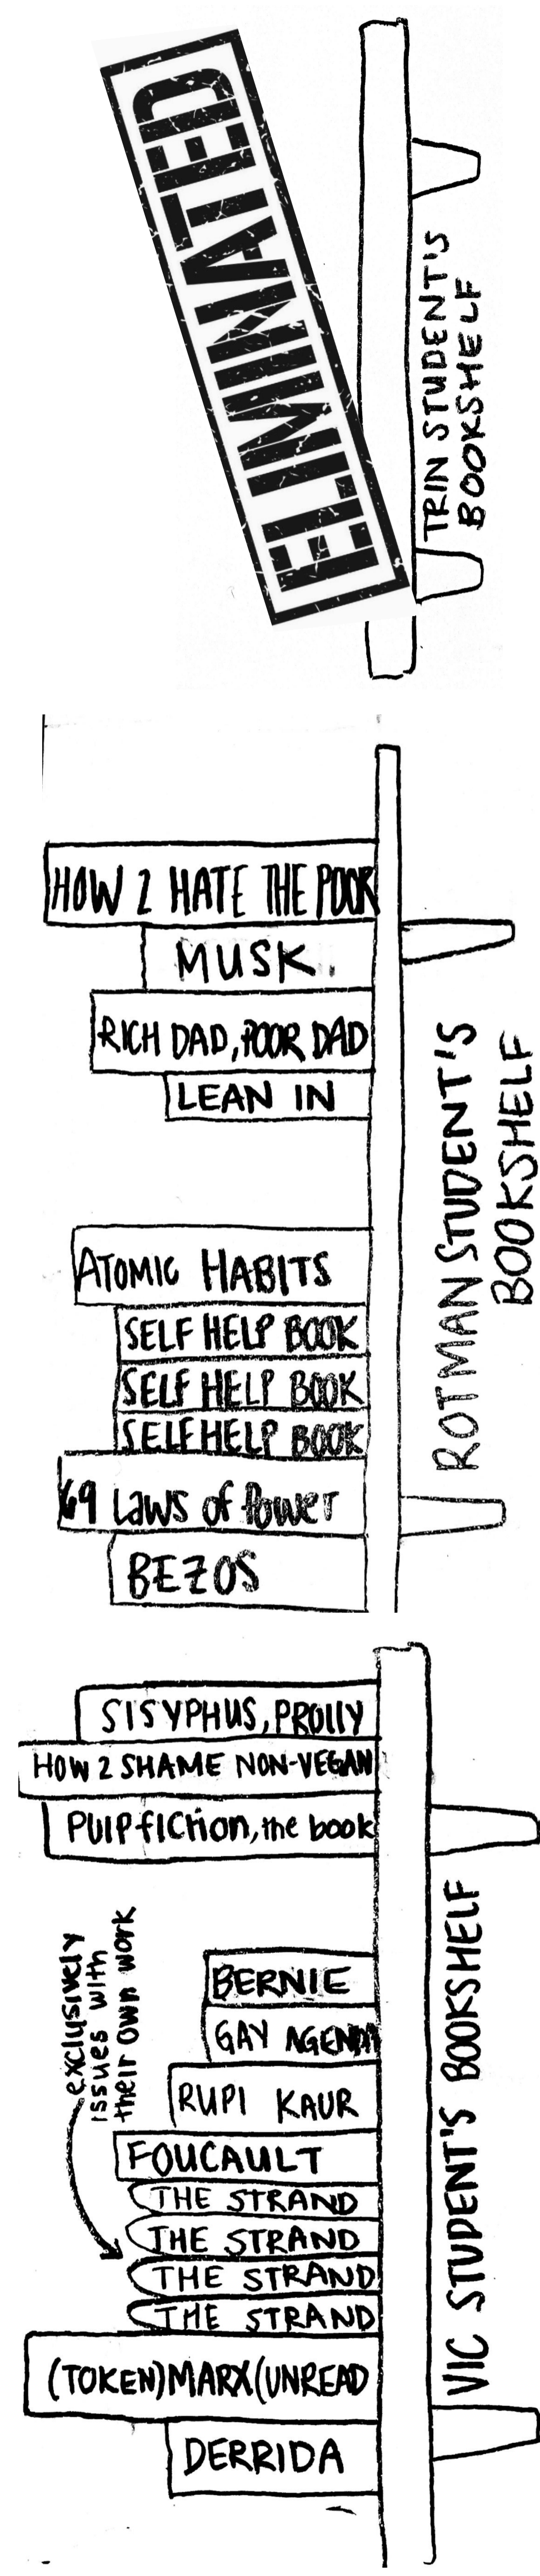 ELIMINATED
TRIN STUDENT'S
BOOKSHELF
HOW 2 HATE THE POOR
MUSK
RICH DAD, POOR DAD
LEAN IN
ATOMIC HABITS
SELF HELP BOOK
SELF HELP BOOK
SELF HELP BOOK
69 Laws of Power
BEZOS
ROTMAN STUDENT'S
BOOKSHELF
SISYPHUS, PROLLY
HOW 2 SHAME NON-VEGAN
PUlP fiction, the book
exclusively
issues with
their own work
BERNIE
GAY AGENDA
RUPI KAUR
FOUCAULT
THE STRAND
THE STRAND
THE STRAND
THE STRAND
(TOKEN) MARX (UNREAD
DERRIDA
VIC STUDENT'S BOOKSHELF